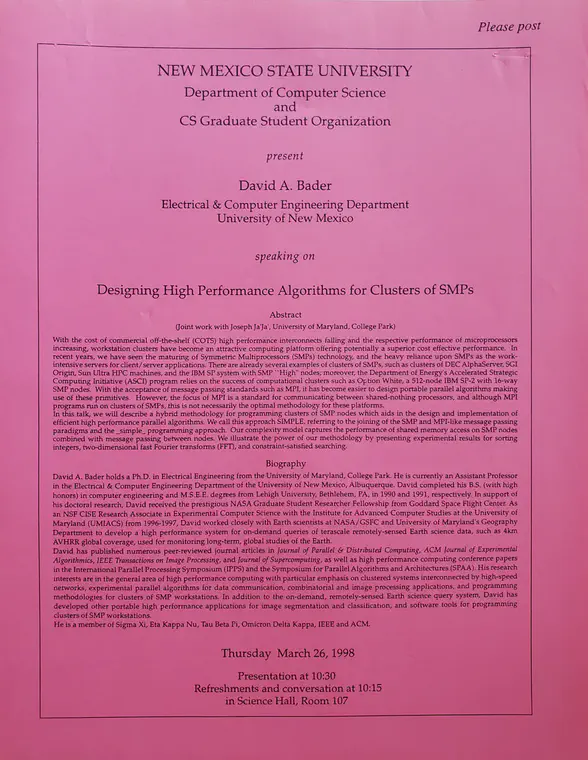 Please post
NEW MEXICO STATE UNIVERSITY
Department of Computer Science
and
CS Graduate Student Organization
present
David A. Bader
Electrical & Computer Engineering Department
University of New Mexico
speaking on
Designing High Performance Algorithms for Clusters of SMPs
Abstract
(Joint work with Joseph Ja'Ja', University of Maryland, College Park)
With the cost of commercial off-the-shelf (COTS) high performance interconnects falling and the respective performance of microprocessors
increasing, workstation clusters have become an attractive computing platform offering potentially a superior cost effective performance. In
recent years, we have seen the maturing of Symmetric Multiprocessors (SMPs) technology, and the heavy reliance upon SMPs as the work-
intensive servers for client/server applications. There are already several examples of clusters of SMPs, such as clusters of DEC AlphaServer, SGI
Origin, Sun Ultra HPC machines, and the IBM SP system with SMP ``High'' nodes; moreover, the Department of Energy's Accelerated Strategic
Computing Initiative (ASCI) program relies on the success of computational clusters such as Option White, a 512-node IBM SP-2 with 16-way
SMP nodes. With the acceptance of message passing standards such as MPI, it has become easier to design portable parallel algorithms making
use of these primitives. However, the focus of MPI is a standard for communicating between shared-nothing processors, and although MPI
programs run on clusters of SMPs, this is not necessarily the optimal methodology for these platforms.
In this talk, we will describe a hybrid methodology for programming clusters of SMP nodes which aids in the design and implementation of
efficient high performance parallel algorithms. We call this approach SIMPLE, referring to the joining of the SMP and MPI-like message passing
paradigms and the _simple_ programming approach. Our complexity model captures the performance of shared memory access on SMP nodes
combined with message passing between nodes. We illustrate the power of our methodology by presenting experimental results for sorting
integers, two-dimensional fast Fourier transforms (FFT), and constraint-satisfied searching.
Biography
David A. Bader holds a Ph.D. in Electrical Engineering from the University of Maryland, College Park. He is currently an Assistant Professor
in the Electrical & Computer Engineering Department of the University of New Mexico, Albuquerque. David completed his B.S. (with high
honors) in computer engineering and M.S.E.E. degrees from Lehigh University, Bethlehem, PA, in 1990 and 1991, respectively. In support of
his doctoral research, David received the prestigious NASA Graduate Student Researcher Fellowship from Goddard Space Flight Center. As
an NSF CISE Research Associate in Experimental Computer Science with the Institute for Advanced Computer Studies at the University of
Maryland (UMIACS) from 1996-1997, David worked closely with Earth scientists at NASA/GSFC and University of Maryland's Geography
Department to develop a high performance system for on-demand queries of terascale remotely-sensed Earth science data, such as 4km
AVHRR global coverage, used for monitoring long-term, global studies of the Earth.
David has published numerous peer-reviewed journal articles in Journal of Parallel & Distributed Computing, ACM Journal of Experimental
Algorithmics, IEEE Transactions on Image Processing, and Journal of Supercomputing, as well as high performance computing conference papers
in the International Parallel Processing Symposium (IPPS) and the Symposium for Parallel Algorithms and Architectures (SPAA). His research
interests are in the general area of high performance computing with particular emphasis on clustered systems interconnected by high-speed
networks, experimental parallel algorithms for data communication, combinatorial and image processing applications, and programming
methodologies for clusters of SMP workstations. In addition to the on-demand, remotely-sensed Earth science query system, David has
developed other portable high performance applications for image segmentation and classification, and software tools for programming
clusters of SMP workstations.
He is a member of Sigma Xi, Eta Kappa Nu, Tau Beta Pi, Omicron Delta Kappa, IEEE and ACM.
Thursday March 26, 1998
Presentation at 10:30
Refreshments and conversation at 10:15
in Science Hall, Room 107